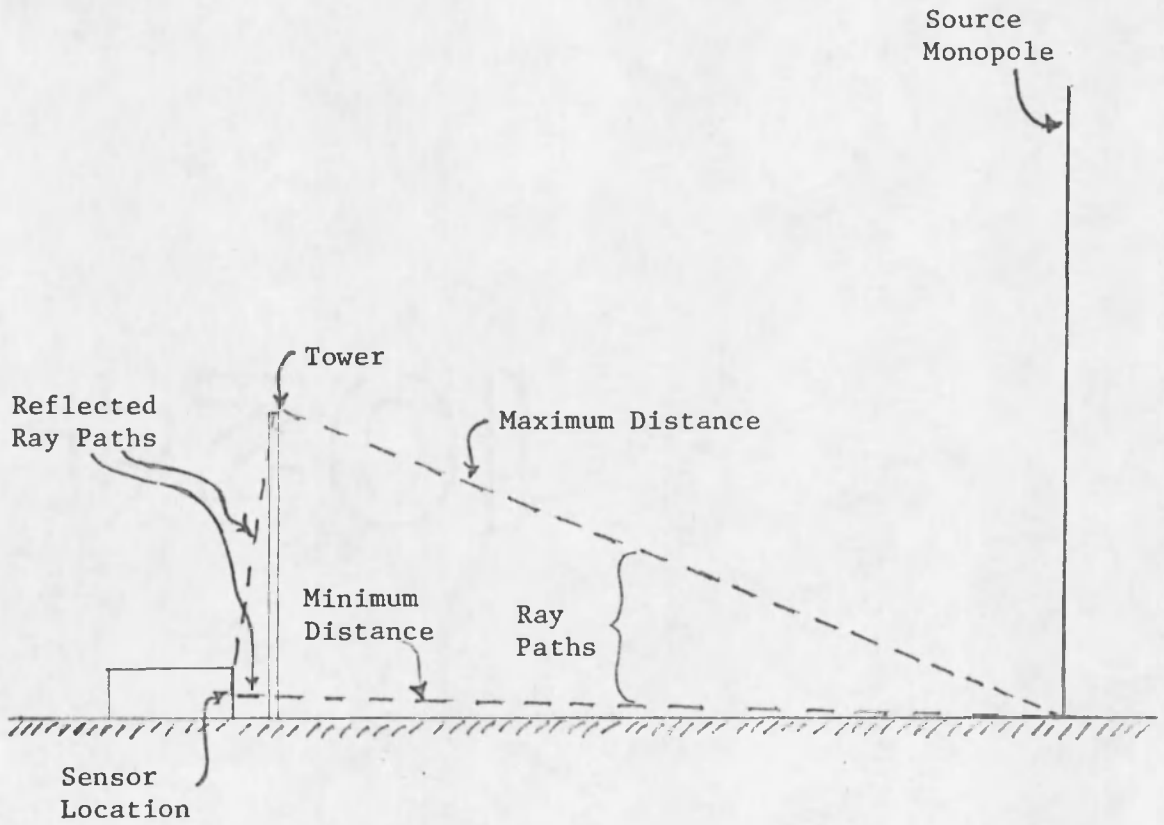 Source
Monopole
Tower
Reflected
Ray Paths
Maximum Distance
Minimum
Distance
Ray
Paths
Sensor
Location